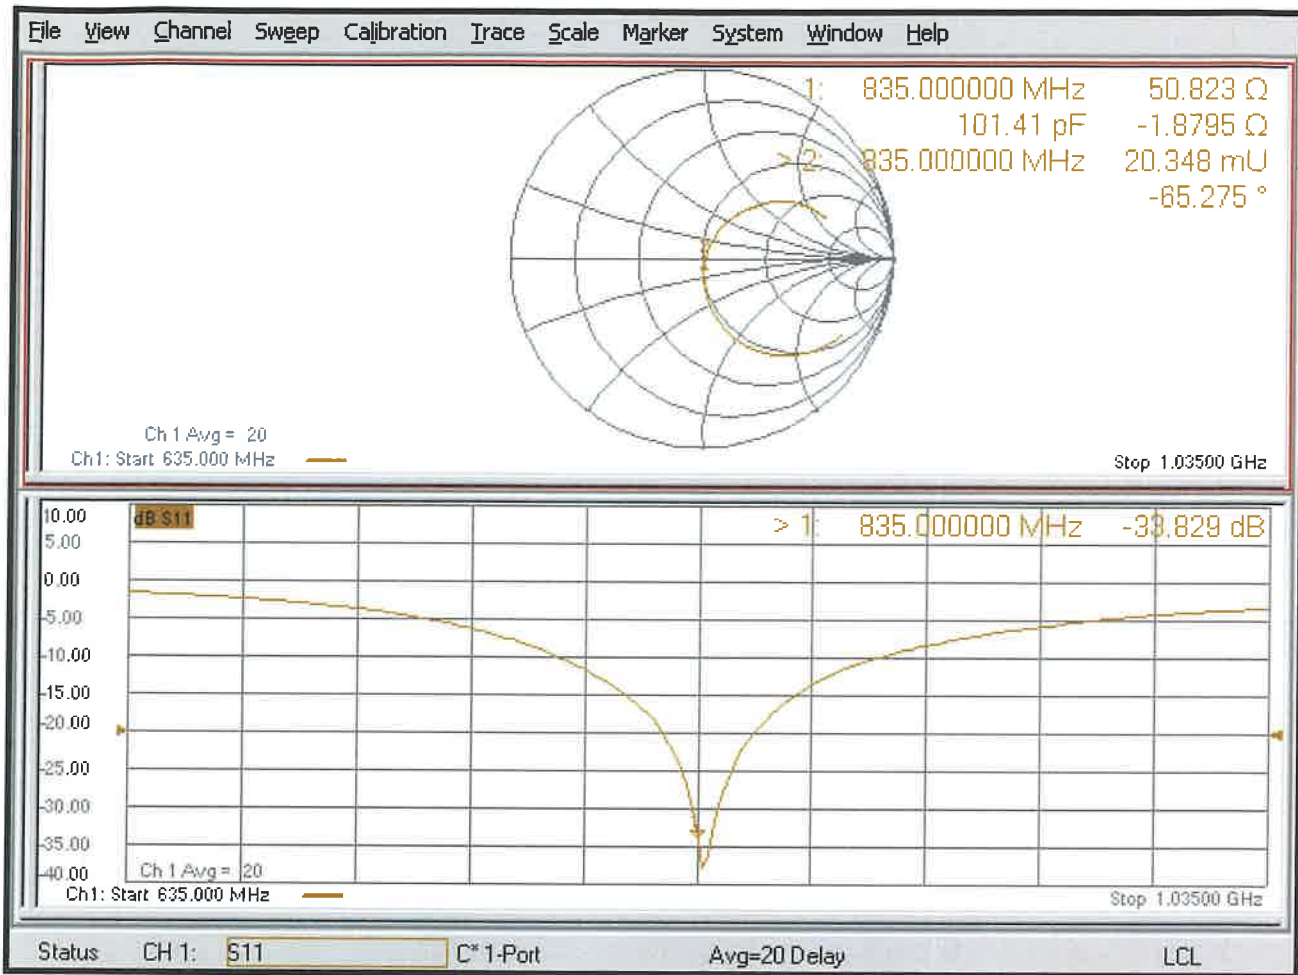 File View Channel Sweep Calibration Trace Scale Marker System Window Help
1: 835.000000 MHz 50.823 Ω
101.41 pF -1.8795 Ω
> 2: 835.000000 MHz 20.348 mU
-65.275 °
Ch 1 Avg = 20
Ch1: Start 635.000 MHz
Stop 1.03500 GHz
10.00
dB S11
> 1: 835.000000 MHz -33.829 dB
5.00
0.00
-5.00
-10.00
-15.00
-20.00
-25.00
-30.00
-35.00
-40.00
Ch 1 Avg = 20
Ch1: Start 635.000 MHz
Stop 1.03500 GHz
Status CH 1: S11 C* 1-Port Avg=20 Delay LCL